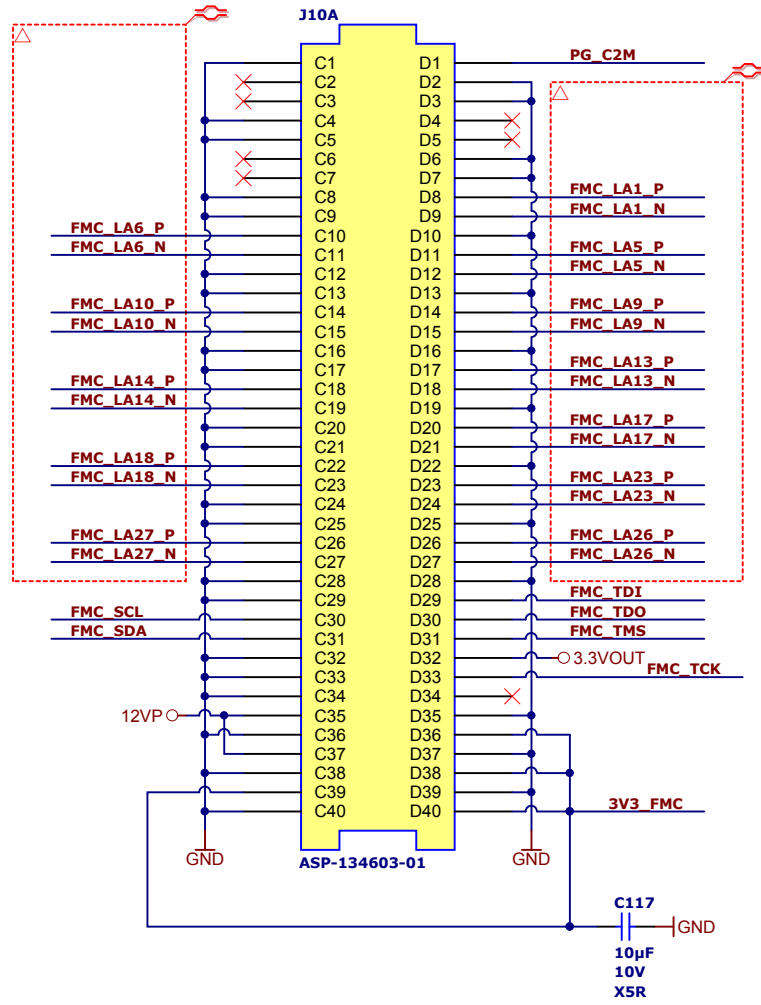 J10A
C1 D1 PG_C2M
C2 D2
C3 D3
C4 D4
C5 D5
C6 D6
C7 D7
C8 D8 FMC_LA1_P
C9 D9 FMC_LA1_N
FMC_LA6_P C10 D10
FMC_LA6_N C11 D11 FMC_LA5_P
C12 D12 FMC_LA5_N
C13 D13
FMC_LA10_P C14 D14 FMC_LA9_P
FMC_LA10_N C15 D15 FMC_LA9_N
C16 D16
C17 D17 FMC_LA13_P
FMC_LA14_P C18 D18 FMC_LA13_N
FMC_LA14_N C19 D19
C20 D20 FMC_LA17_P
C21 D21 FMC_LA17_N
FMC_LA18_P C22 D22
FMC_LA18_N C23 D23 FMC_LA23_P
C24 D24 FMC_LA23_N
C25 D25
FMC_LA27_P C26 D26 FMC_LA26_P
FMC_LA27_N C27 D27 FMC_LA26_N
C28 D28
C29 D29 FMC_TDI
FMC_SCL C30 D30 FMC_TDO
FMC_SDA C31 D31 FMC_TMS
C32 D32 3.3VOUT
C33 D33 FMC_TCK
C34 D34
12VP C35 D35
C36 D36
C37 D37
C38 D38
C39 D39
C40 D40 3V3_FMC
GND GND
ASP-134603-01
C117
GND
10µF
10V
X5R